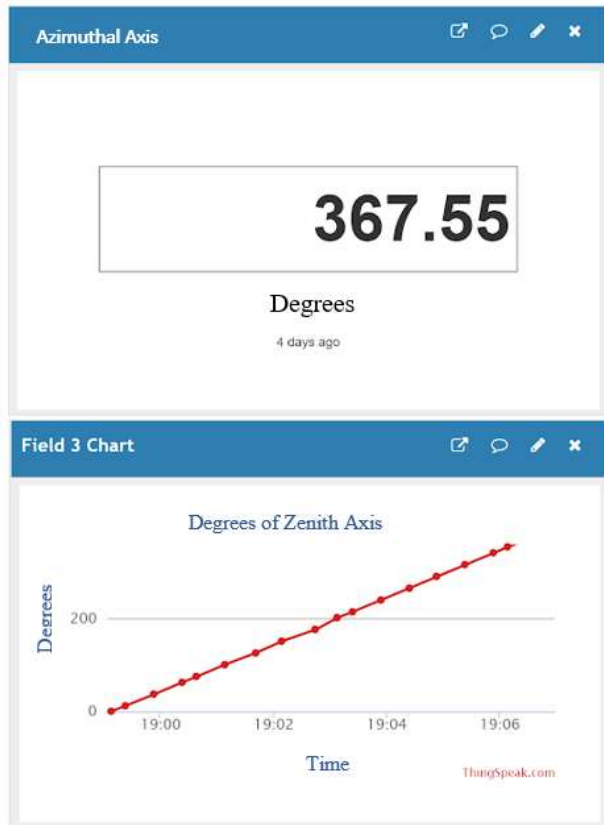 Azimuthal Axis
367.55
Degrees
4 days ago
Field 3 Chart
Degrees of Zenith Axis
Degrees
200
0
19:00 19:02 19:04 19:06
Time
ThingSpeak.com